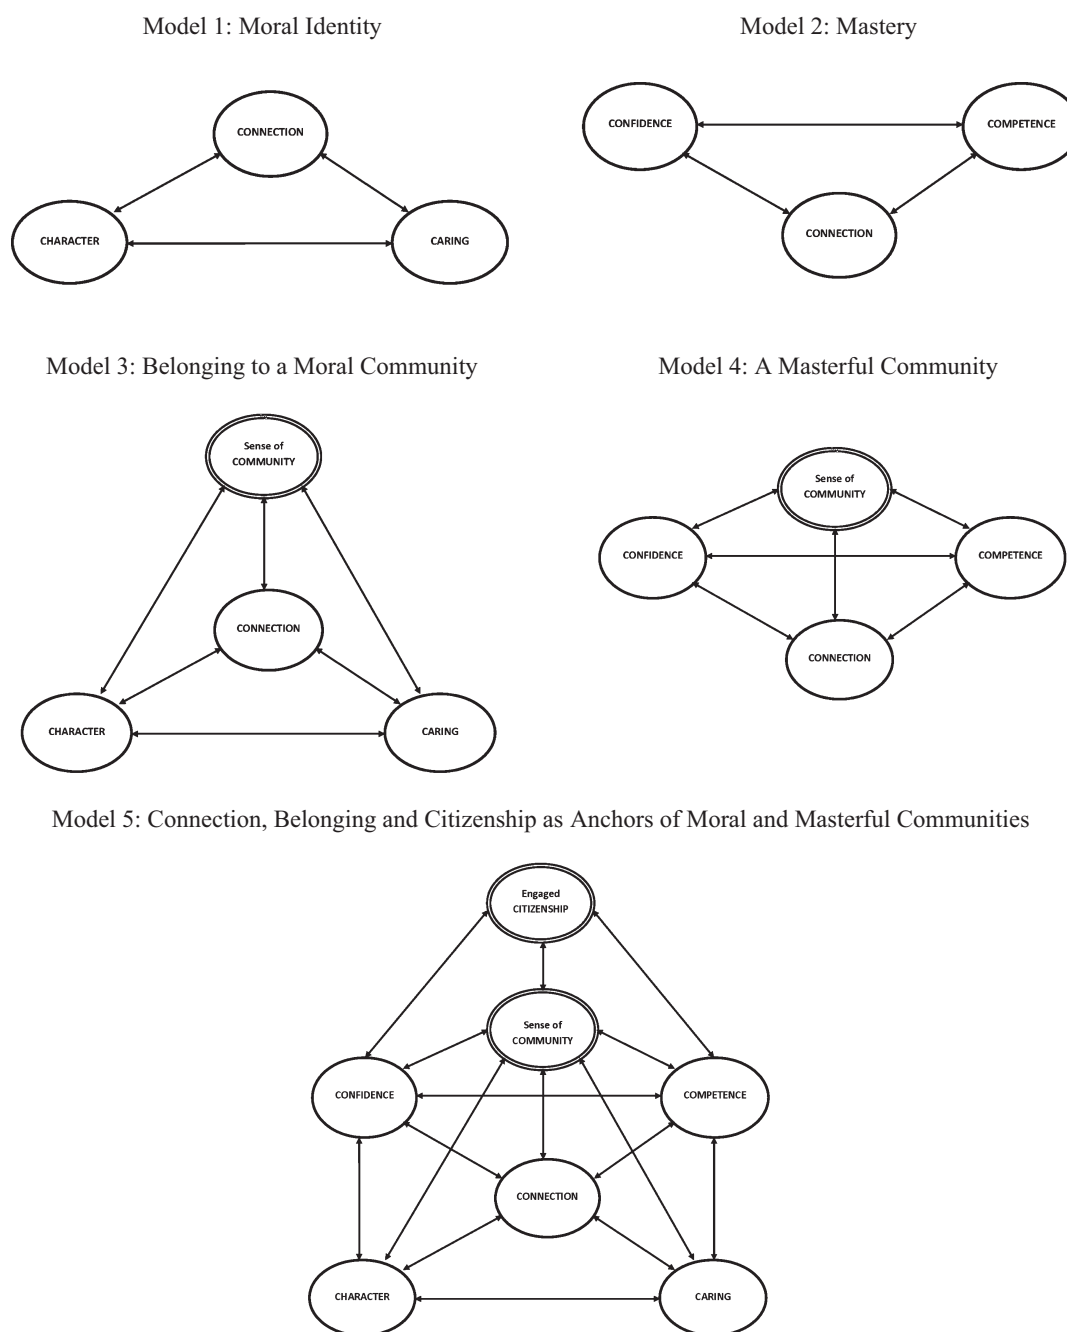 Model 1: Moral Identity
CONNECTION
CHARACTER
CARING
Model 2: Mastery
CONFIDENCE
COMPETENCE
CONNECTION
Model 3: Belonging to a Moral Community
Sense of
COMMUNITY
CONNECTION
CHARACTER
CARING
Model 4: A Masterful Community
Sense of
COMMUNITY
CONFIDENCE
COMPETENCE
CONNECTION
Model 5: Connection, Belonging and Citizenship as Anchors of Moral and Masterful Communities
Engaged
CITIZENSHIP
Sense of
COMMUNITY
CONFIDENCE
COMPETENCE
CONNECTION
CHARACTER
CARING